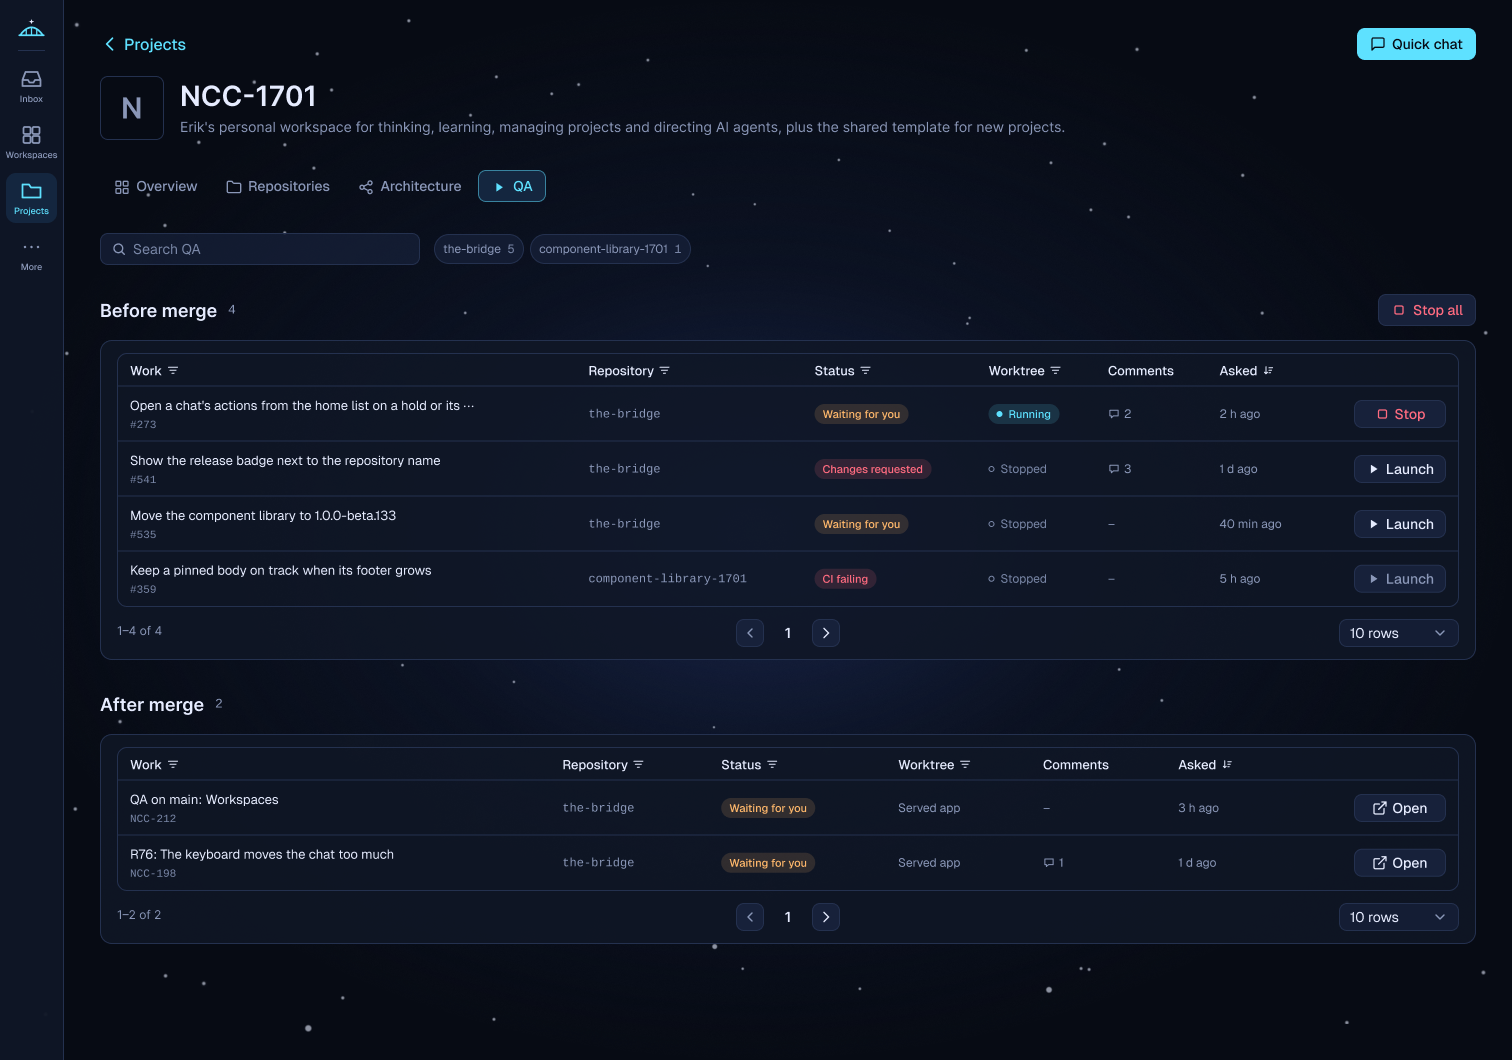 Inbox
Workspaces
Projects
More
Projects
Quick chat
N
NCC-1701
Erik's personal workspace for thinking, learning, managing projects and directing AI agents, plus the shared template for new projects.
Overview Repositories Architecture QA
Search QA the-bridge 5 component-library-1701 1
Before merge 4
Stop all
Work Repository Status Worktree Comments Asked
Open a chat's actions from the home list on a hold or its ··· the-bridge Waiting for you Running 2 2 h ago Stop
#273
Show the release badge next to the repository name the-bridge Changes requested Stopped 3 1 d ago Launch
#541
Move the component library to 1.0.0-beta.133 the-bridge Waiting for you Stopped – 40 min ago Launch
#535
Keep a pinned body on track when its footer grows component-library-1701 CI failing Stopped – 5 h ago Launch
#359
1–4 of 4 1 10 rows
After merge 2
Work Repository Status Worktree Comments Asked
QA on main: Workspaces the-bridge Waiting for you Served app – 3 h ago Open
NCC-212
R76: The keyboard moves the chat too much the-bridge Waiting for you Served app 1 1 d ago Open
NCC-198
1–2 of 2 1 10 rows